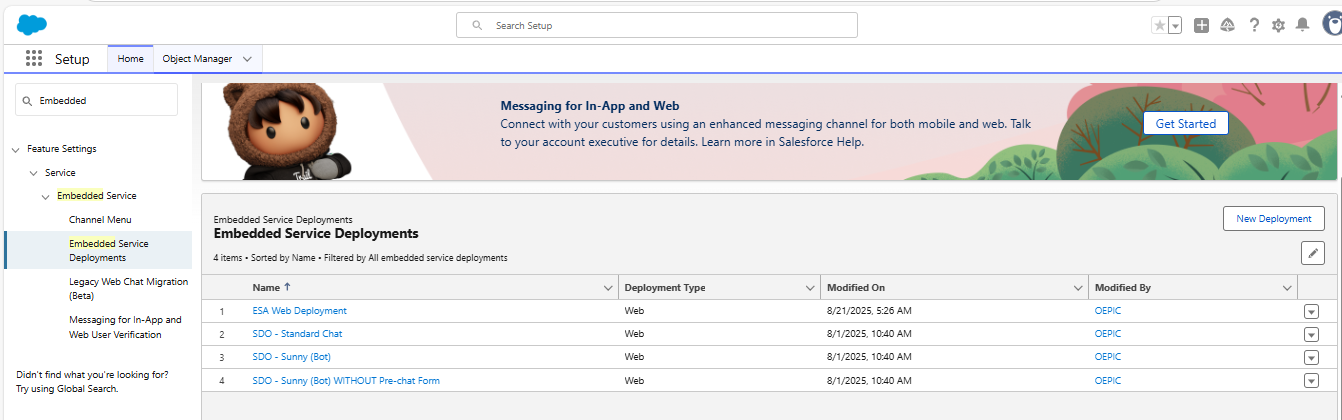 Search Setup
Setup
Home
Object Manager
Embedded
Feature Settings
Service
Embedded Service
Channel Menu
Embedded Service
Deployments
Legacy Web Chat Migration
(Beta)
Messaging for In-App and
Web User Verification
Didn't find what you're looking for?
Try using Global Search.
Messaging for In-App and Web
Connect with your customers using an enhanced messaging channel for both mobile and web. Talk
to your account executive for details. Learn more in Salesforce Help.
Get Started
Embedded Service Deployments
Embedded Service Deployments
4 items • Sorted by Name • Filtered by All embedded service deployments
New Deployment
Name ↑ Deployment Type Modified On Modified By
1 ESA Web Deployment Web 8/21/2025, 5:26 AM OEPIC
2 SDO - Standard Chat Web 8/1/2025, 10:40 AM OEPIC
3 SDO - Sunny (Bot) Web 8/1/2025, 10:40 AM OEPIC
4 SDO - Sunny (Bot) WITHOUT Pre-chat Form Web 8/1/2025, 10:40 AM OEPIC